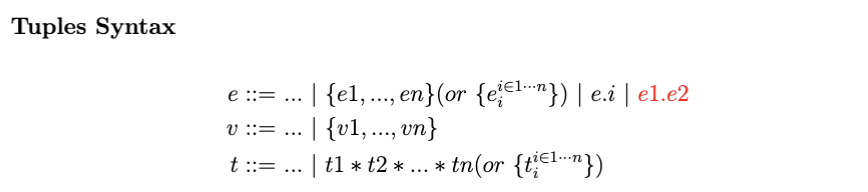 Tuples Syntax
e ::= ... | {e1, ..., en}(or {e_i^{i∈1⋯n}}) | e.i | e1.e2
v ::= ... | {v1, ..., vn}
t ::= ... | t1 ∗ t2 ∗ ... ∗ tn(or {t_i^{i∈1⋯n}})